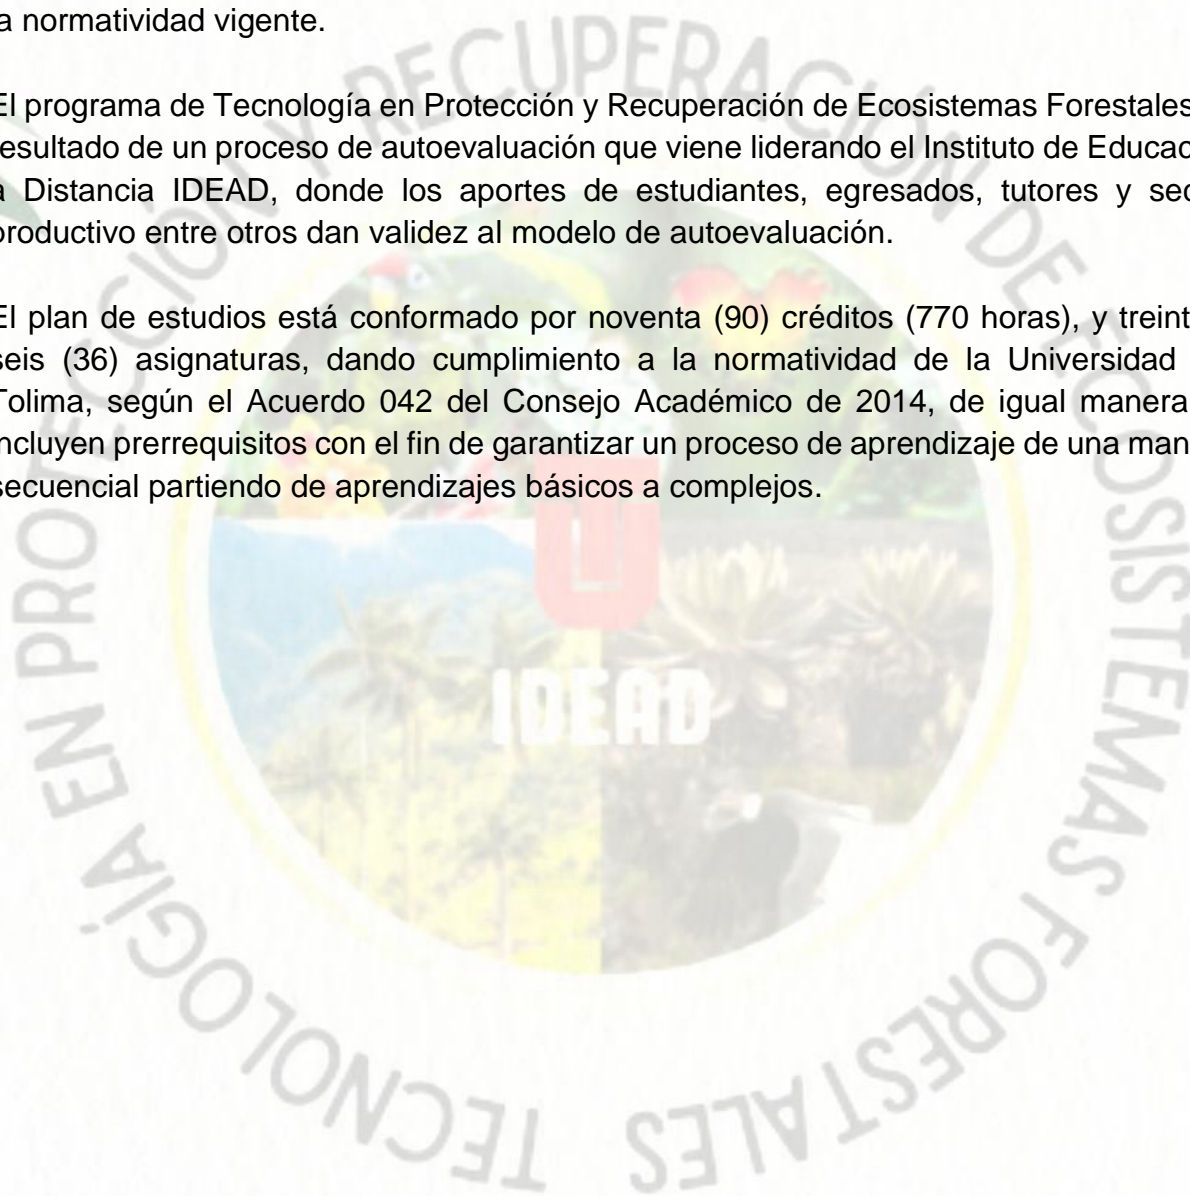 a normatividad vigente.
El programa de Tecnología en Protección y Recuperación de Ecosistemas Forestales
esultado de un proceso de autoevaluación que viene liderando el Instituto de Educac
a Distancia IDEAD, donde los aportes de estudiantes, egresados, tutores y sec
productivo entre otros dan validez al modelo de autoevaluación.
El plan de estudios está conformado por noventa (90) créditos (770 horas), y treint
seis (36) asignaturas, dando cumplimiento a la normatividad de la Universidad
Tolima, según el Acuerdo 042 del Consejo Académico de 2014, de igual manera
ncluyen prerrequisitos con el fin de garantizar un proceso de aprendizaje de una man
secuencial partiendo de aprendizajes básicos a complejos.
TECNOLOGÍA EN PROTECCIÓN Y RECUPERACIÓN DE ECOSISTEMAS FORESTALES
IDEAD